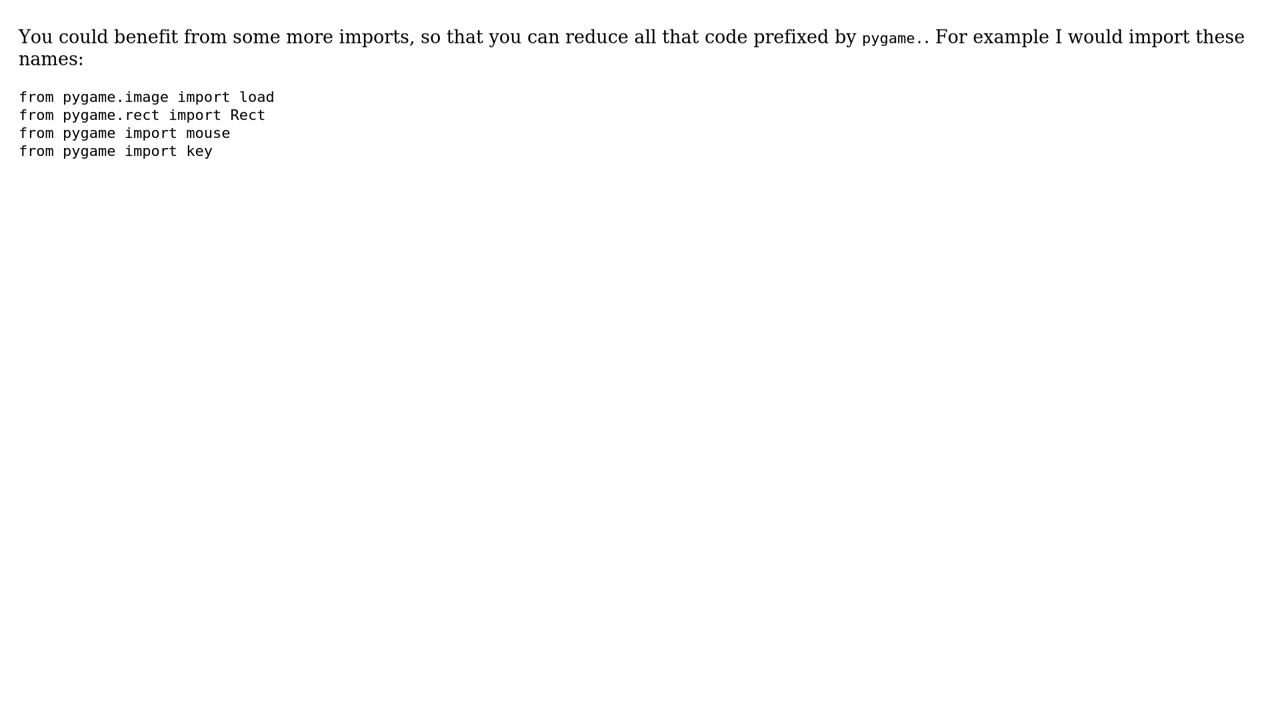 You could benefit from some more imports, so that you can reduce all that code prefixed by pygame.. For example I would import these
names:
from pygame.image import load
from pygame.rect import Rect
from pygame import mouse
from pygame import key